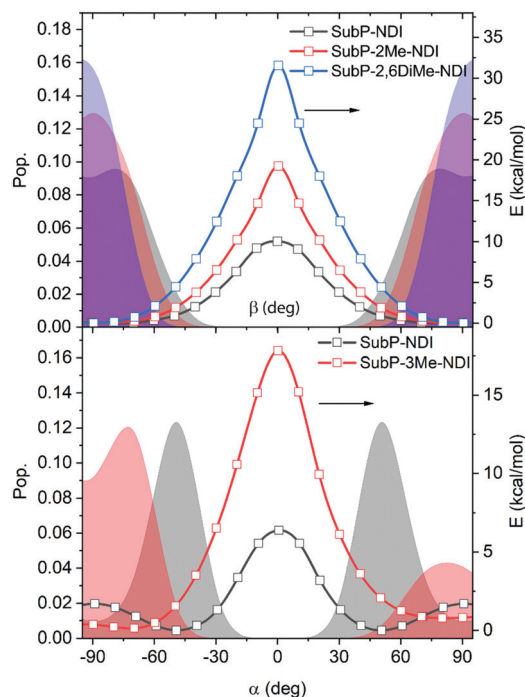 SubP-NDI
SubP-2Me-NDI
SubP-2,6DiMe-NDI
0.18
0.16
0.14
0.12
0.10
0.08
0.06
0.04
0.02
0.00
Pop.
35
30
25
20
15
10
5
0
E (kcal/mol)
β (deg)
SubP-NDI
SubP-3Me-NDI
0.16
0.14
0.12
0.10
0.08
0.06
0.04
0.02
0.00
Pop.
15
10
5
0
E (kcal/mol)
-90 -60 -30 0 30 60 90
α (deg)